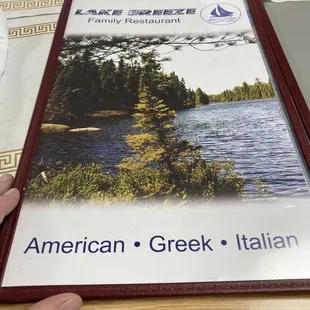 LAKE BREEZE
Family Restaurant
American • Greek • Italian